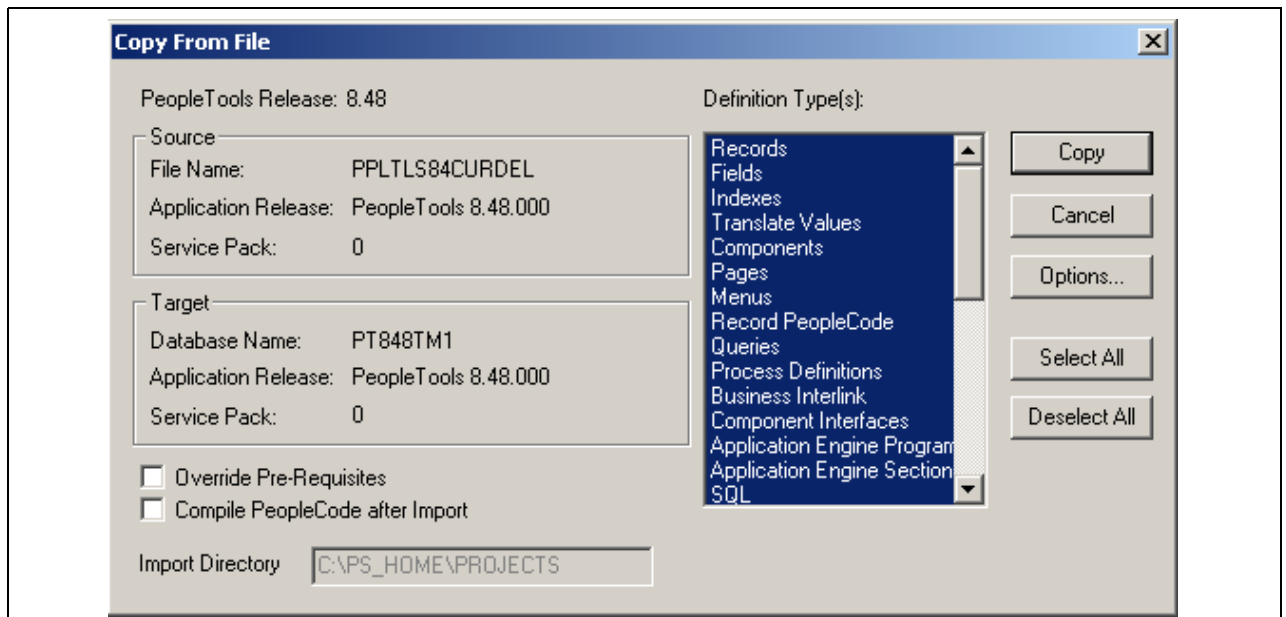 Copy From File
PeopleTools Release: 8.48
Source
File Name: PPLTLS84CURDEL
Application Release: PeopleTools 8.48.000
Service Pack: 0
Target
Database Name: PT848TM1
Application Release: PeopleTools 8.48.000
Service Pack: 0
Override Pre-Requisites
Compile PeopleCode after Import
Import Directory C:\PS_HOME\PROJECTS
Definition Type(s):
Records
Fields
Indexes
Translate Values
Components
Pages
Menus
Record PeopleCode
Queries
Process Definitions
Business Interlink
Component Interfaces
Application Engine Program
Application Engine Section
SQL
Copy
Cancel
Options...
Select All
Deselect All